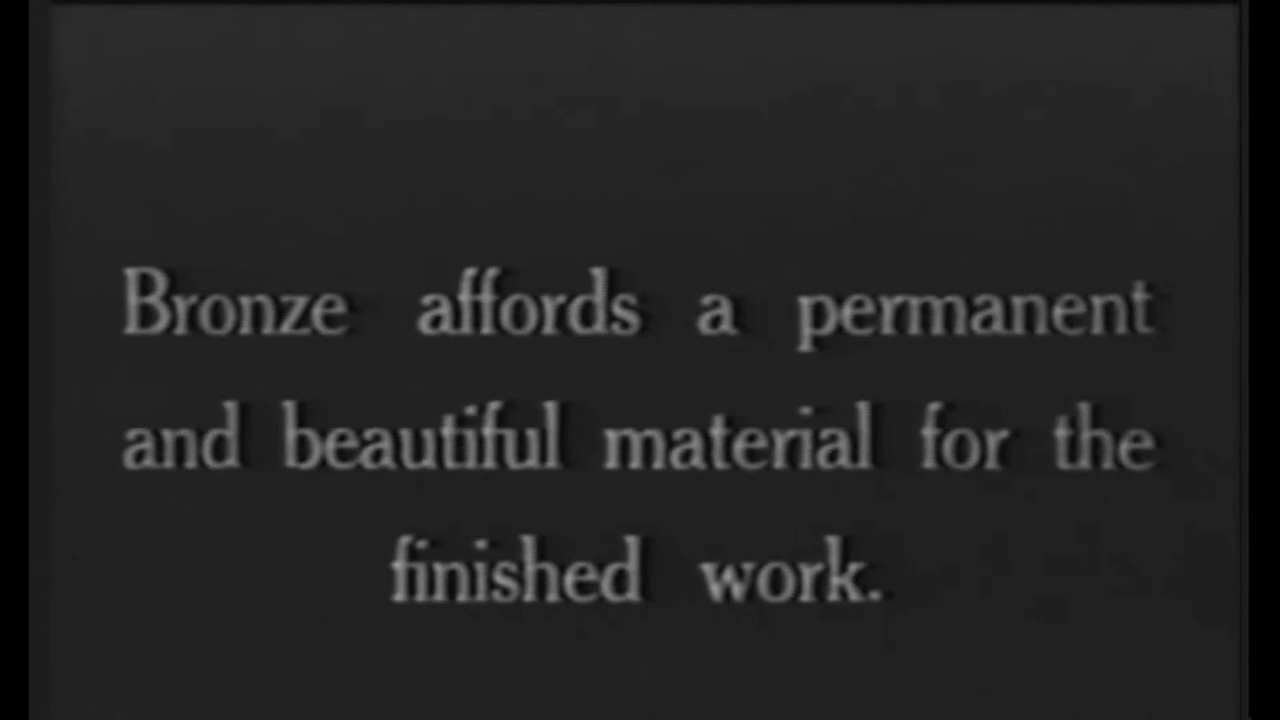 Bronze affords a permanent
and beautiful material for the
finished work.